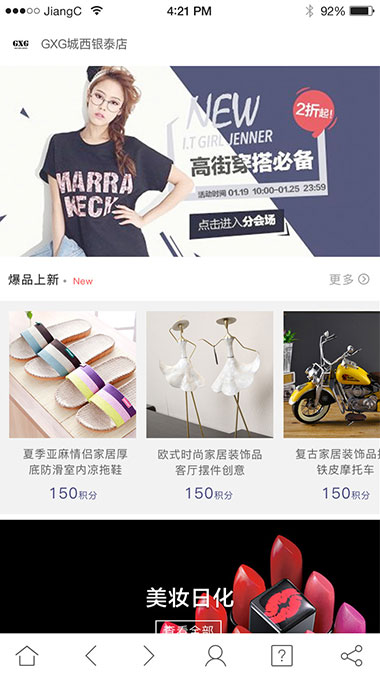 JiangC
4:21 PM
92%
GXG
GXG城西银泰店
NEW
2折起!
I.T GIRL JENNER
高街穿搭必备
活动时间 01.19 10:00-01.25 23:59
点击进入分会场
MARRA
KECH
爆品上新 • New
更多
夏季亚麻情侣家居厚
底防滑室内凉拖鞋
150积分
欧式时尚家居装饰品
客厅摆件创意
150积分
复古家居装饰品
铁皮摩托车
150积分
美妆日化
查看全部
?